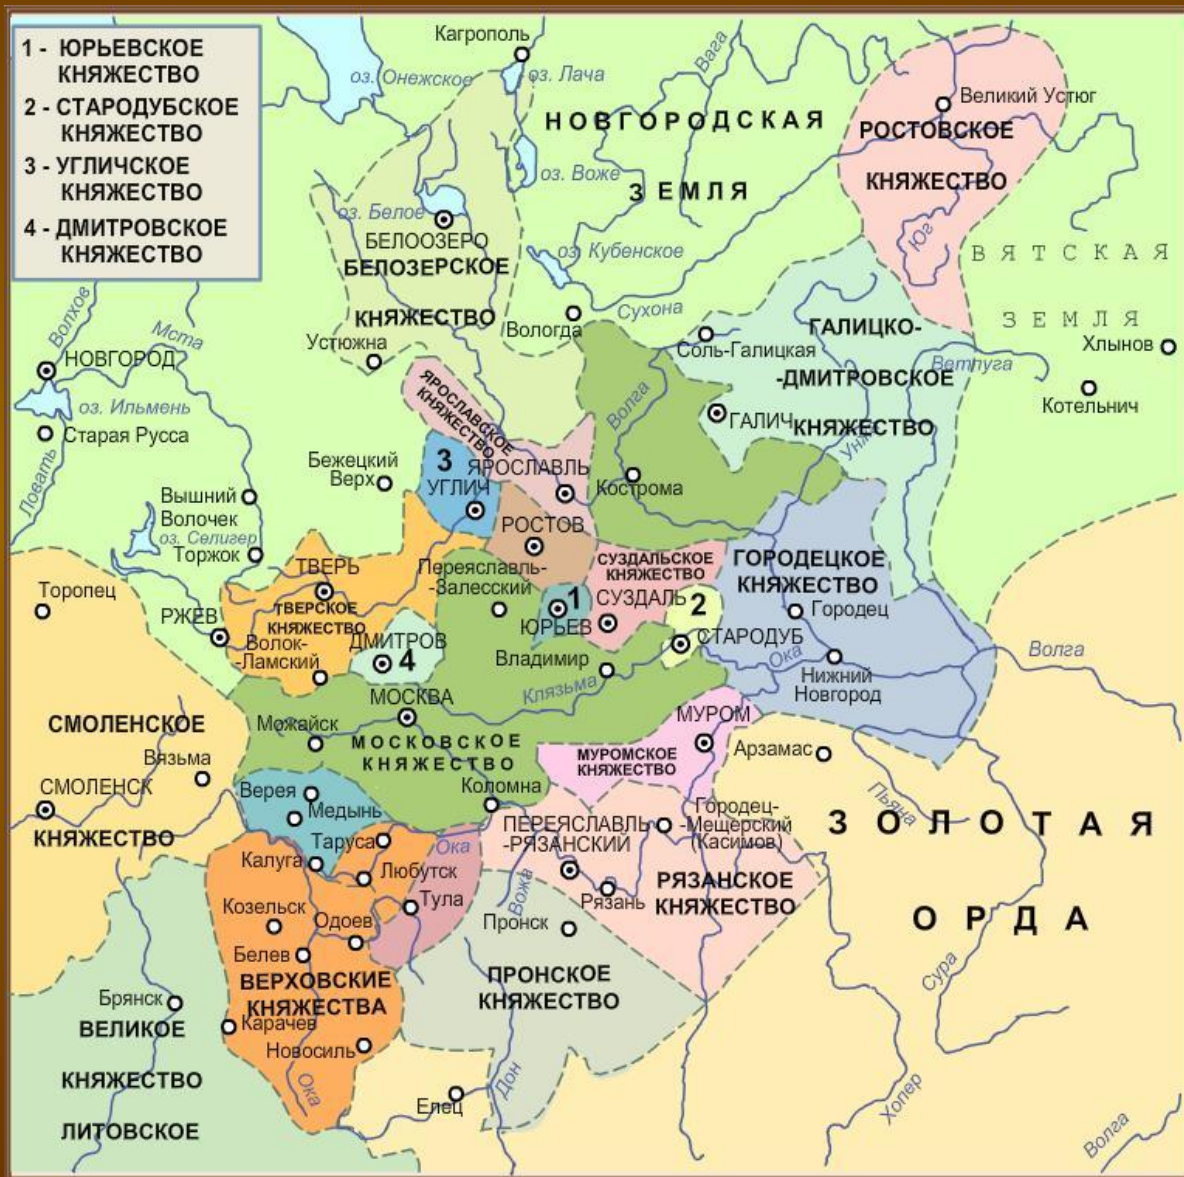 1 - ЮРЬЕВСКОЕ
КНЯЖЕСТВО
2 - СТАРОДУБСКОЕ
КНЯЖЕСТВО
3 - УГЛИЧСКОЕ
КНЯЖЕСТВО
4 - ДМИТРОВСКОЕ
КНЯЖЕСТВО
Кагрополь
оз. Онежское
оз. Лача
Вага
НОВГОРОДСКАЯ
ЗЕМЛЯ
Великий Устюг
РОСТОВСКОЕ
КНЯЖЕСТВО
Юг
оз. Воже
оз. Белое
БЕЛООЗЕРО
БЕЛОЗЕРСКОЕ
КНЯЖЕСТВО
оз. Кубенское
ВЯТСКАЯ
ЗЕМЛЯ
Хлынов
Котельнич
Ветлуга
Волхов
Мста
НОВГОРОД
оз. Ильмень
Старая Русса
Ловать
Устюжна
Вологда
Сухона
Соль-Галицкая
ГАЛИЦКО-
-ДМИТРОВСКОЕ
КНЯЖЕСТВО
ГАЛИЧ
Унжа
Волга
ЯРОСЛАВСКОЕ
КНЯЖЕСТВО
Бежецкий
Верх
3
УГЛИЧ
ЯРОСЛАВЛЬ
Кострома
Вышний
Волочек
оз. Селигер
Торжок
РОСТОВ
Торопец
РЖЕВ
ТВЕРЬ
ТВЕРСКОЕ
КНЯЖЕСТВО
Волок-
-Ламский
Переяславль-
-Залесский
СУЗДАЛЬСКОЕ
КНЯЖЕСТВО
СУЗДАЛЬ
1
ЮРЬЕВ
2
СТАРОДУБ
ГОРОДЕЦКОЕ
КНЯЖЕСТВО
Городец
Ока
Нижний
Новгород
Волга
ДМИТРОВ
4
Владимир
Клязьма
МОСКВА
Можайск
МОСКОВСКОЕ
КНЯЖЕСТВО
Коломна
МУРОМ
МУРОМСКОЕ
КНЯЖЕСТВО
Арзамас
Пьяна
СМОЛЕНСКОЕ
Вязьма
СМОЛЕНСК
КНЯЖЕСТВО
Верея
Медынь
Таруса
Калуга
Любутск
Ока
Тула
ПЕРЕЯСЛАВЛЬ
-РЯЗАНСКИЙ
Городец-
-Мещерский
(Касимов)
Вожа
Рязань
РЯЗАНСКОЕ
КНЯЖЕСТВО
ЗОЛОТАЯ
ОРДА
Сура
Козельск
Одоев
Белев
ВЕРХОВСКИЕ
КНЯЖЕСТВА
Карачев
Новосиль
Ока
Пронск
ПРОНСКОЕ
КНЯЖЕСТВО
Брянск
ВЕЛИКОЕ
КНЯЖЕСТВО
ЛИТОВСКОЕ
Елец
Дон
Хопер
Волга